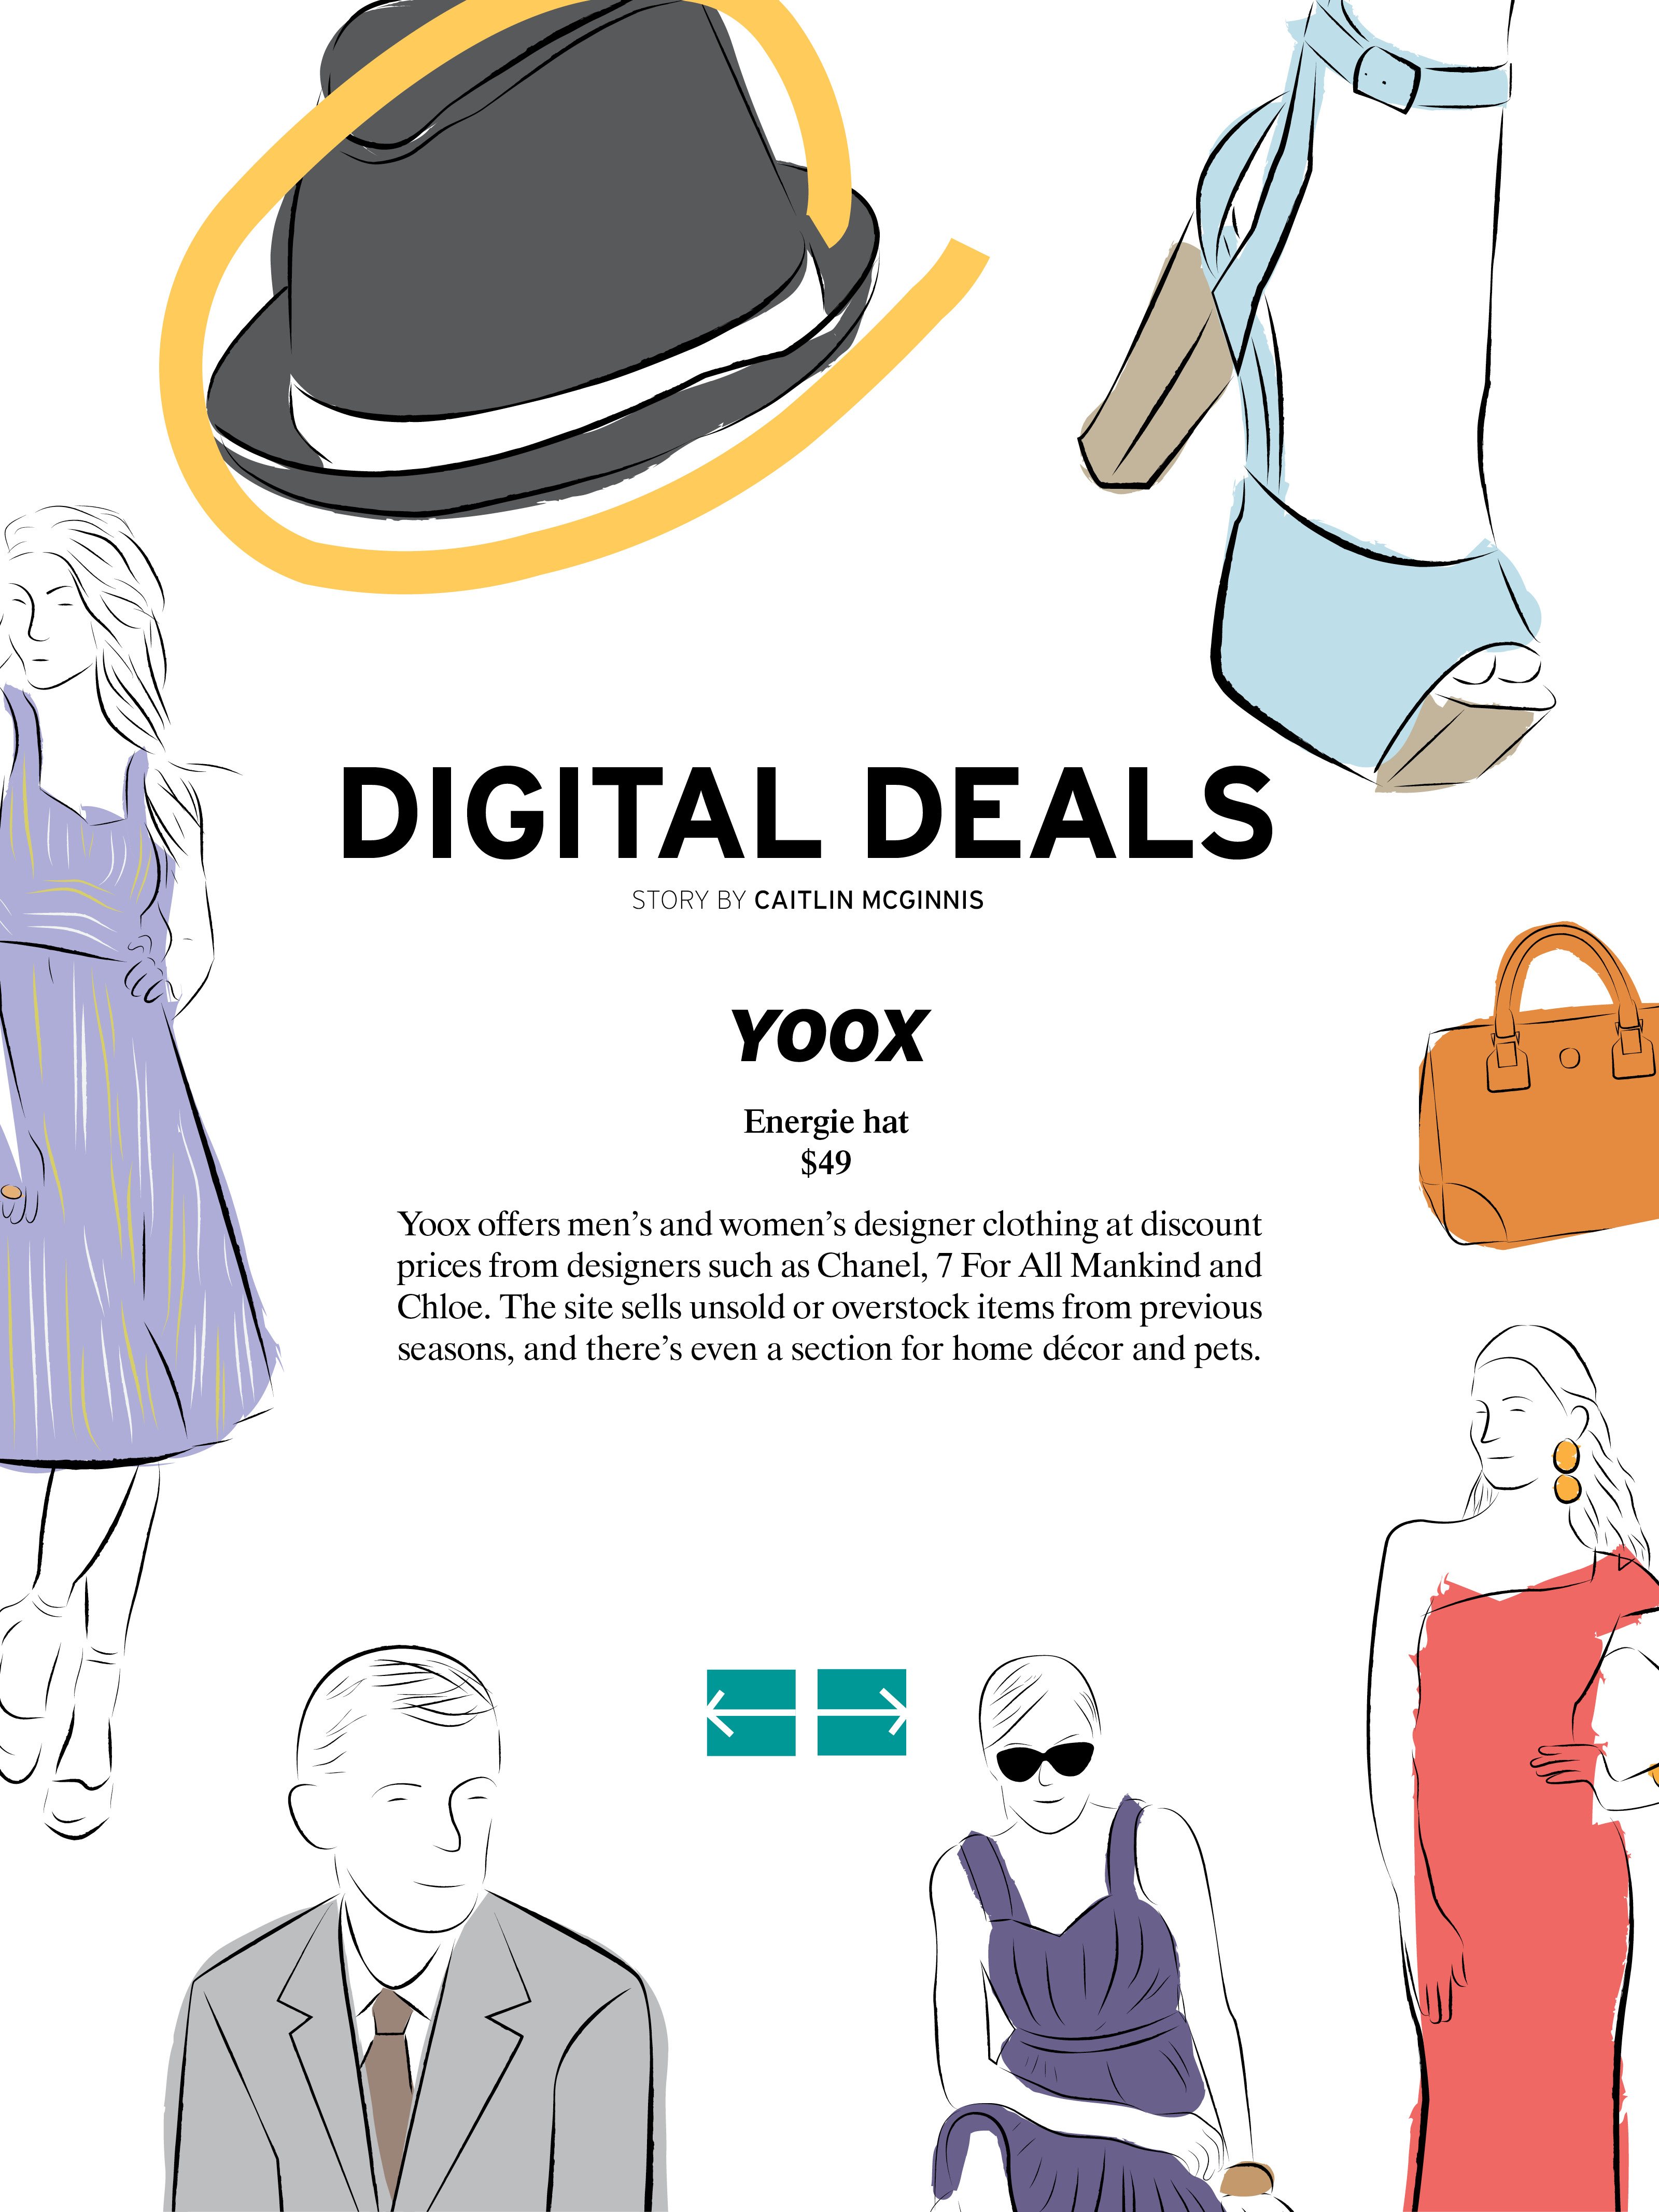 DIGITAL DEALS
STORY BY CAITLIN MCGINNIS
YOOX
Energie hat
$49
Yoox offers men’s and women’s designer clothing at discount
prices from designers such as Chanel, 7 For All Mankind and
Chloe. The site sells unsold or overstock items from previous
seasons, and there’s even a section for home décor and pets.